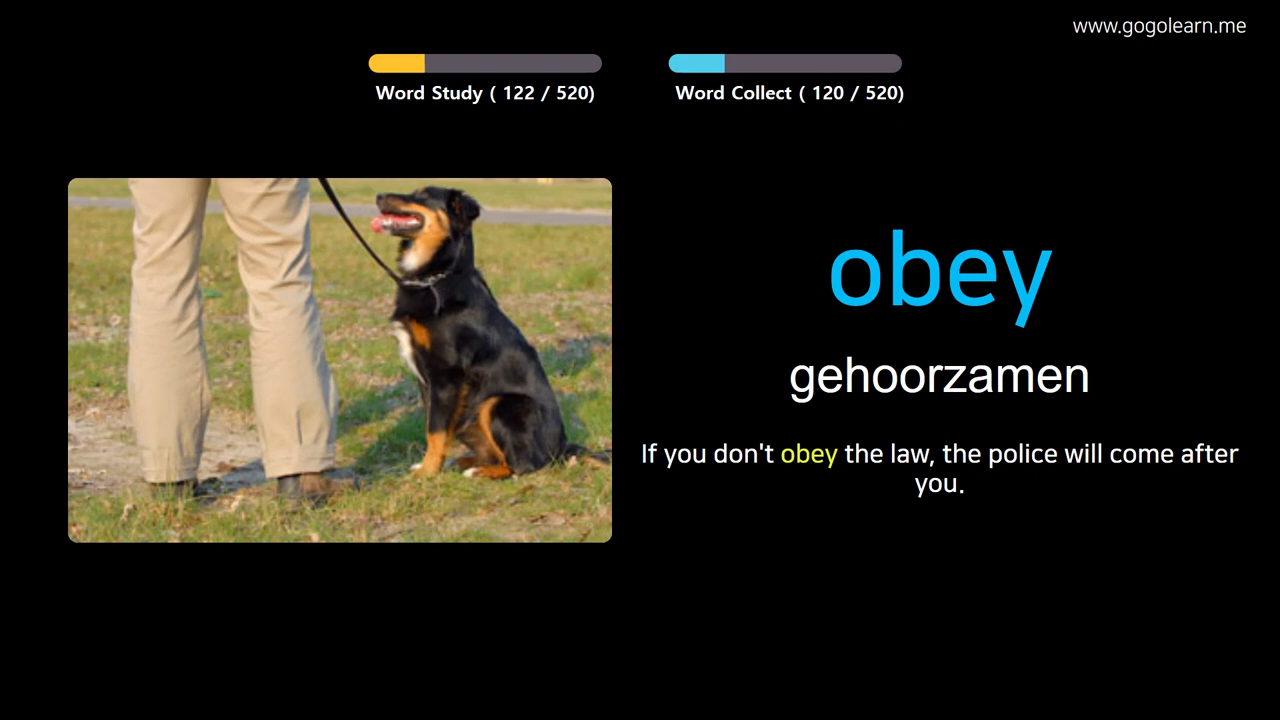 www.gogolearn.me
Word Study ( 122 / 520)
Word Collect ( 120 / 520)
obey
gehoorzamen
If you don't obey the law, the police will come after
you.